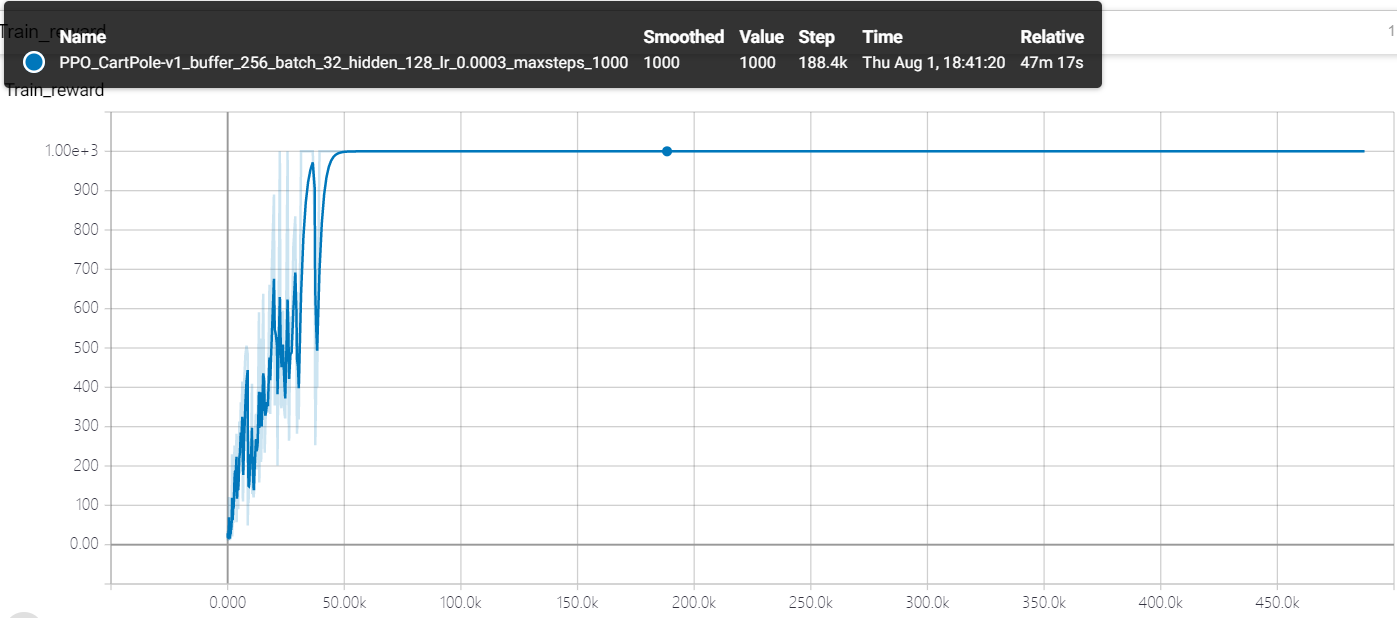 Train_reward
Name Smoothed Value Step Time Relative
PPO_CartPole-v1_buffer_256_batch_32_hidden_128_lr_0.0003_maxsteps_1000 1000 1000 188.4k Thu Aug 1, 18:41:20 47m 17s
1
Train_reward
1.00e+3
900
800
700
600
500
400
300
200
100
0.00
0.000 50.00k 100.0k 150.0k 200.0k 250.0k 300.0k 350.0k 400.0k 450.0k